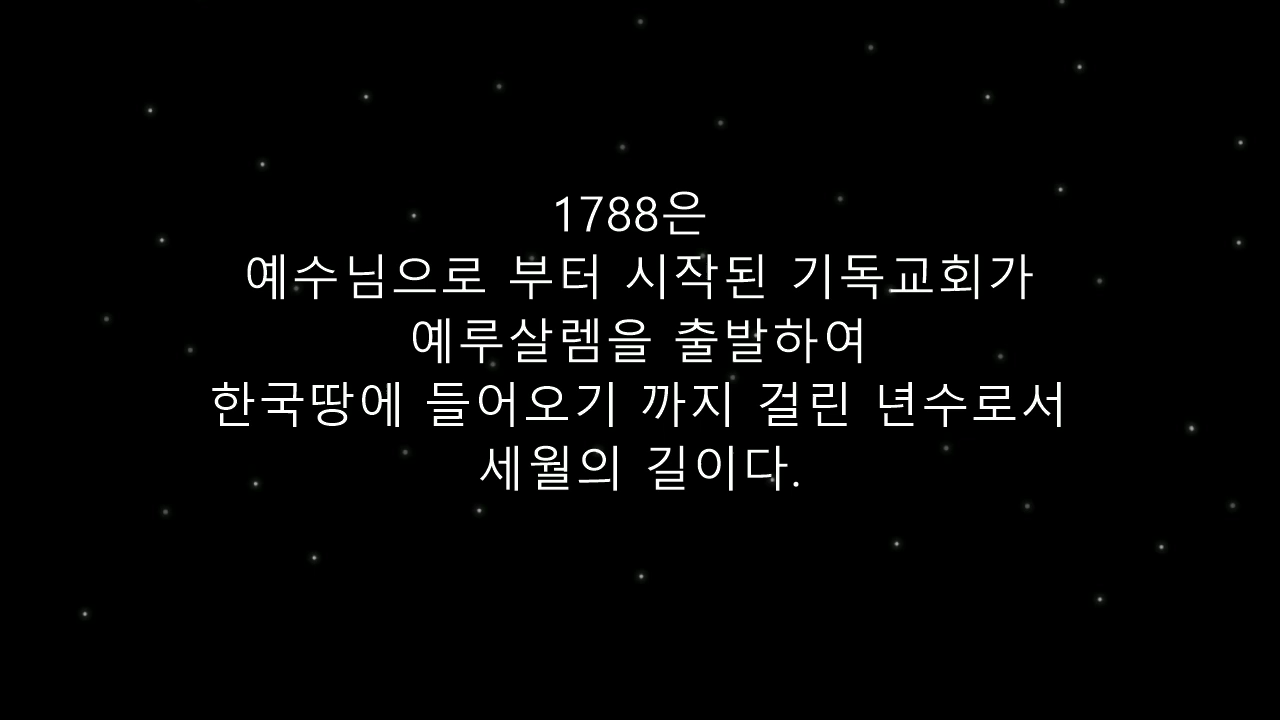 1788은
예수님으로 부터 시작된 기독교회가
예루살렘을 출발하여
한국땅에 들어오기 까지 걸린 년수로서
세월의 길이다.